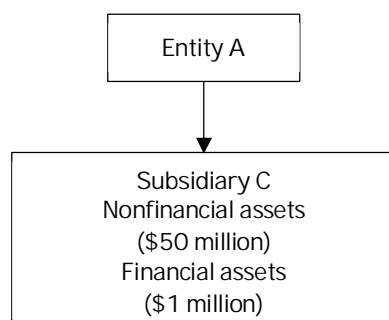 Entity A
Subsidiary C
Nonfinancial assets
($50 million)
Financial assets
($1 million)